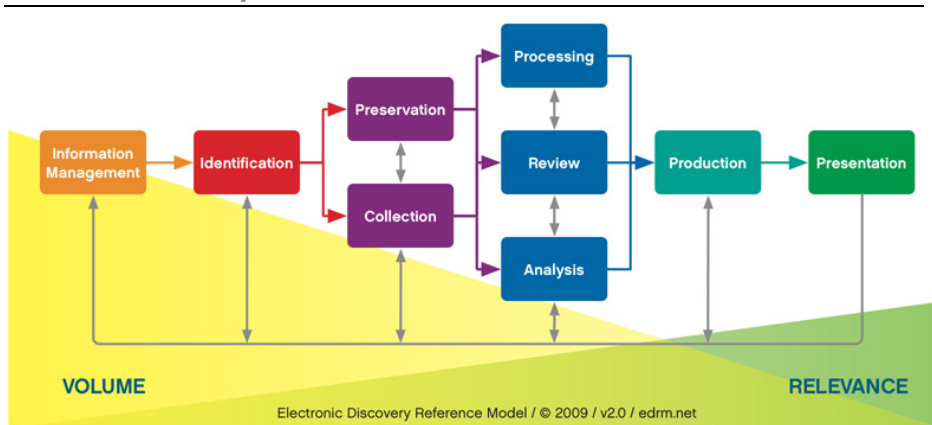 Processing
Preservation
Information
Management
Identification
Review
Production
Presentation
Collection
Analysis
VOLUME
RELEVANCE
Electronic Discovery Reference Model / © 2009 / v2.0 / edrm.net